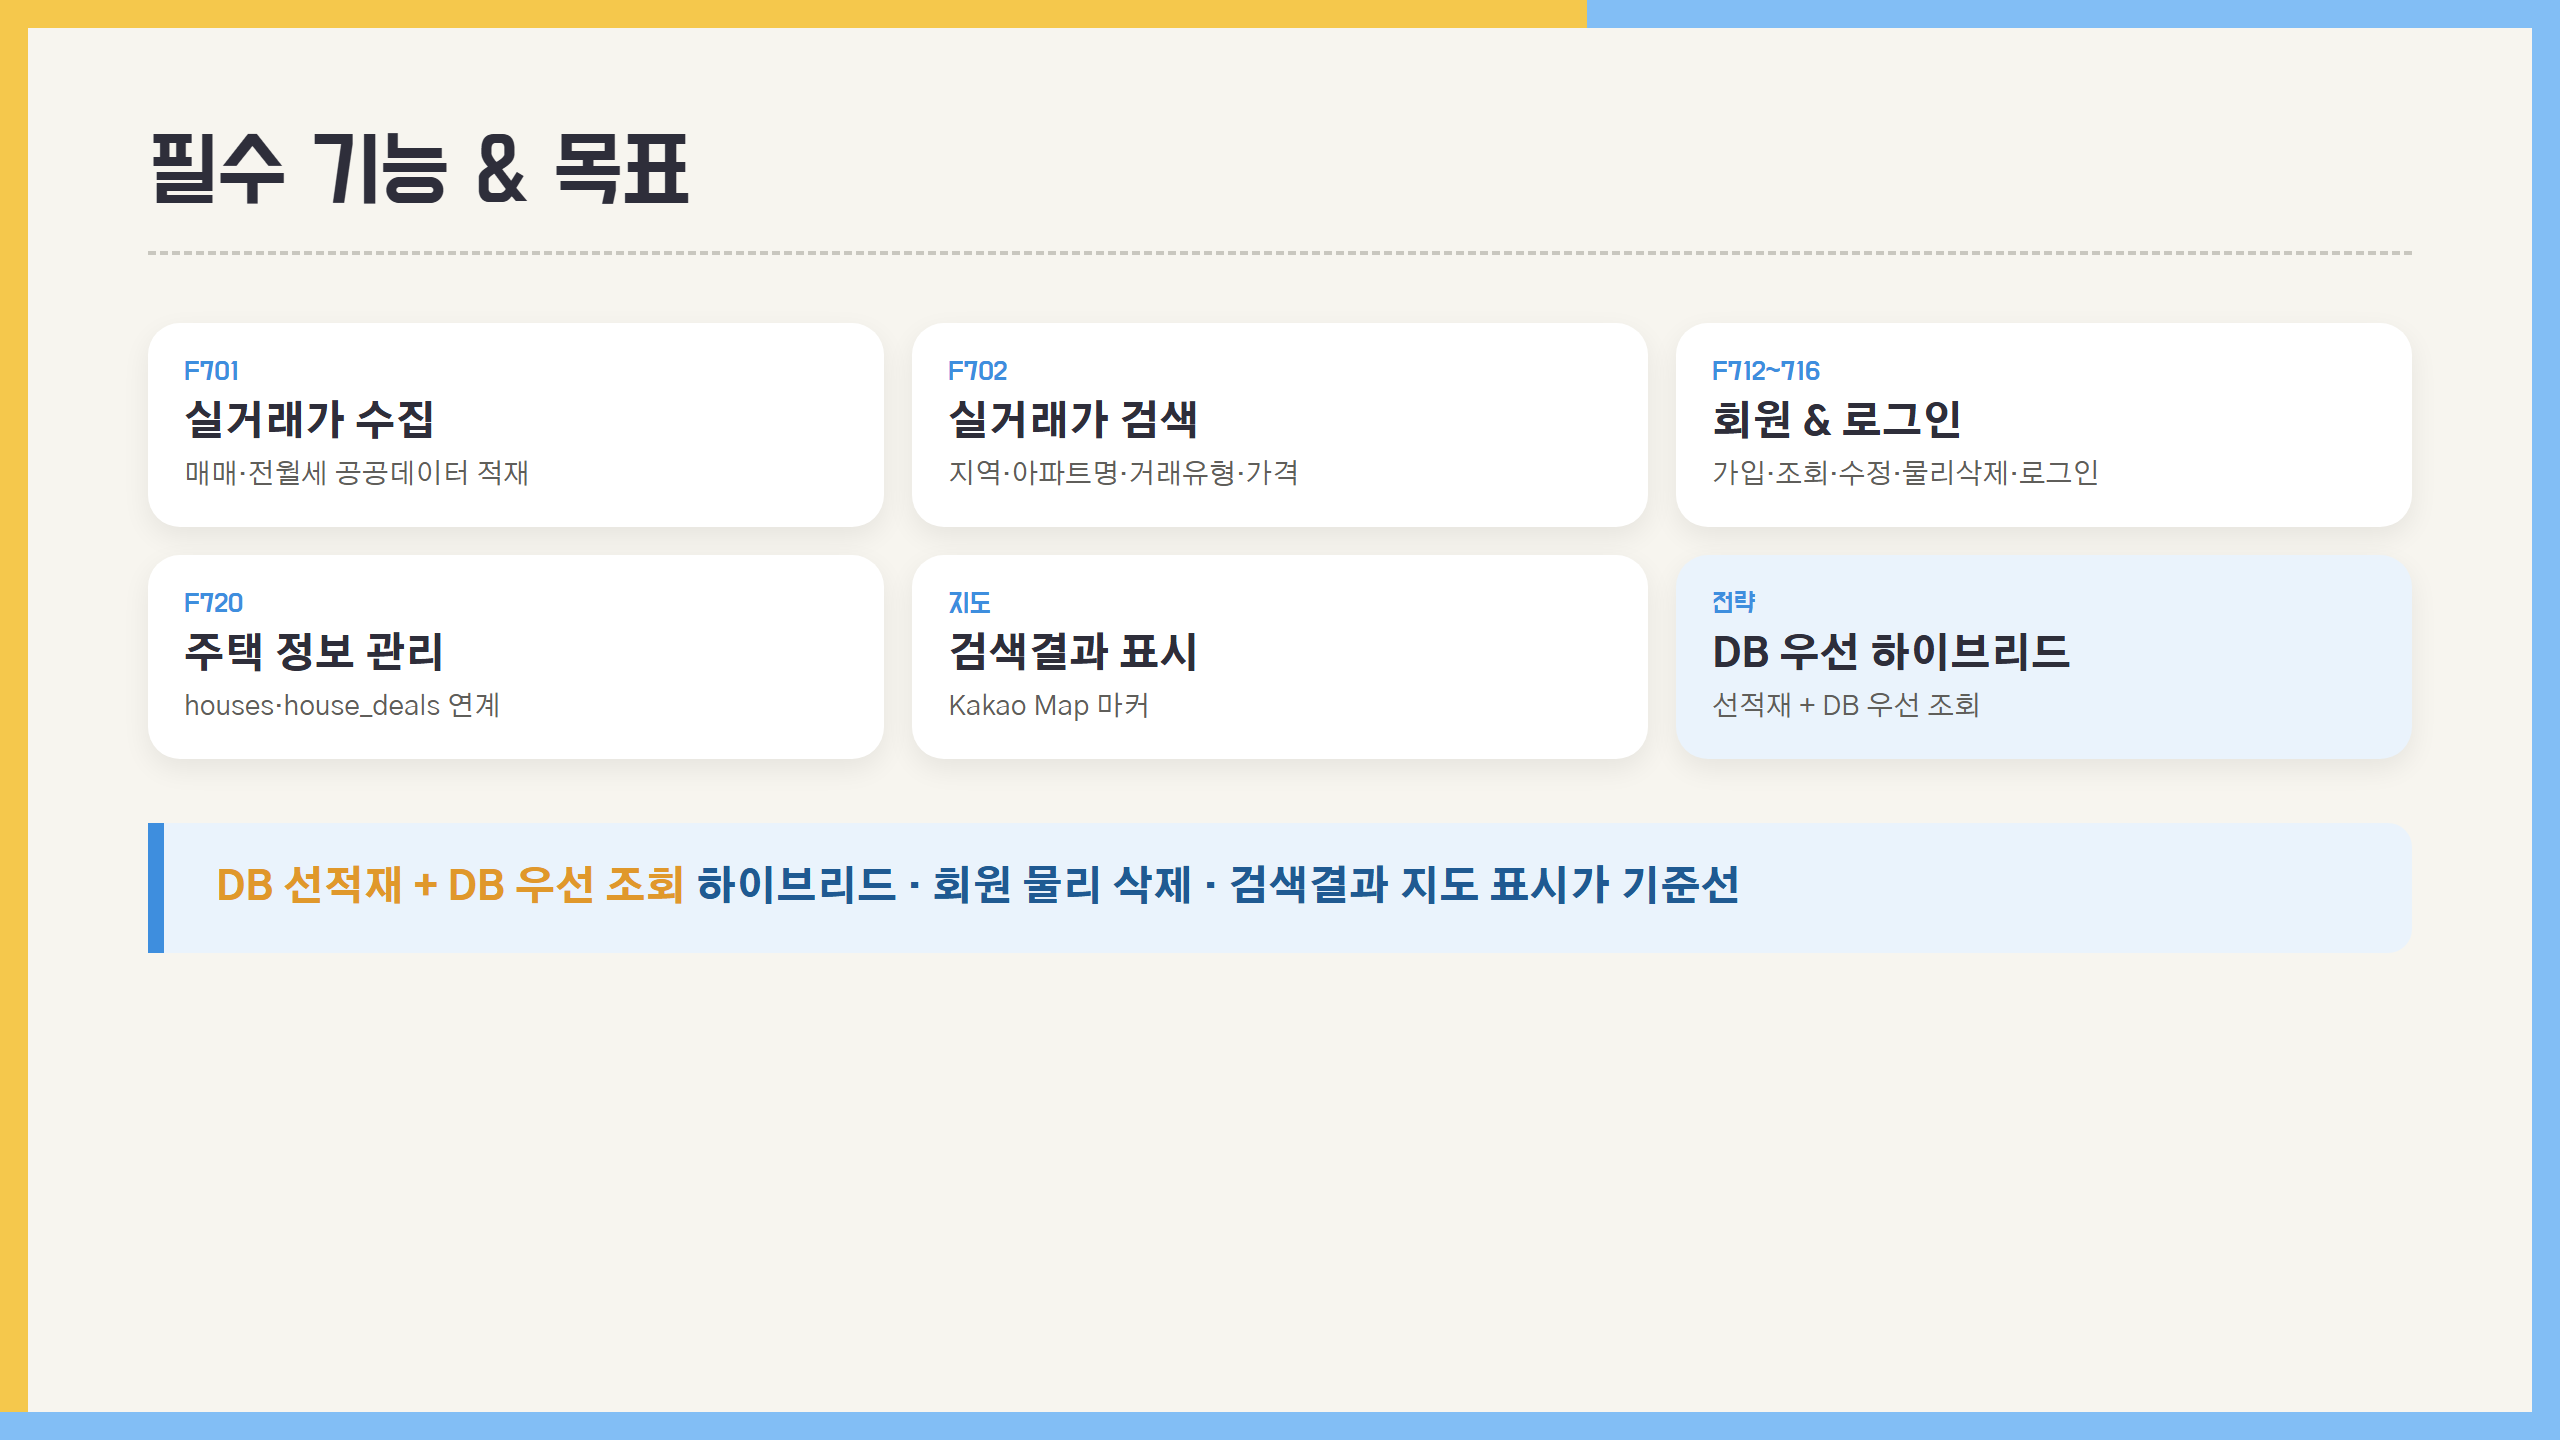 필수 기능 & 목표
F701
실거래가 수집
매매·전월세 공공데이터 적재
F702
실거래가 검색
지역·아파트명·거래유형·가격
F712~716
회원 & 로그인
가입·조회·수정·물리삭제·로그인
F720
주택 정보 관리
houses·house_deals 연계
지도
검색결과 표시
Kakao Map 마커
전략
DB 우선 하이브리드
선적재 + DB 우선 조회
DB 선적재 + DB 우선 조회 하이브리드 · 회원 물리 삭제 · 검색결과 지도 표시가 기준선